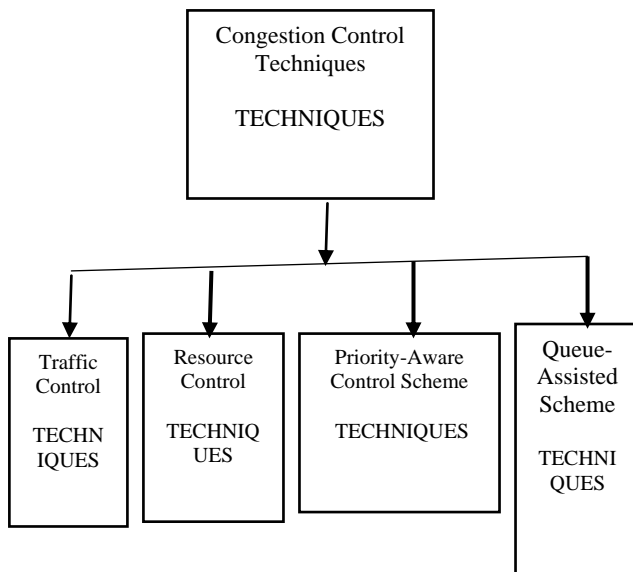 Congestion Control
Techniques
TECHNIQUES
Traffic
Control
TECHN
IQUES
Resource
Control
TECHNIQ
UES
Priority-Aware
Control Scheme
TECHNIQUES
Queue-
Assisted
Scheme
TECHNI
QUES